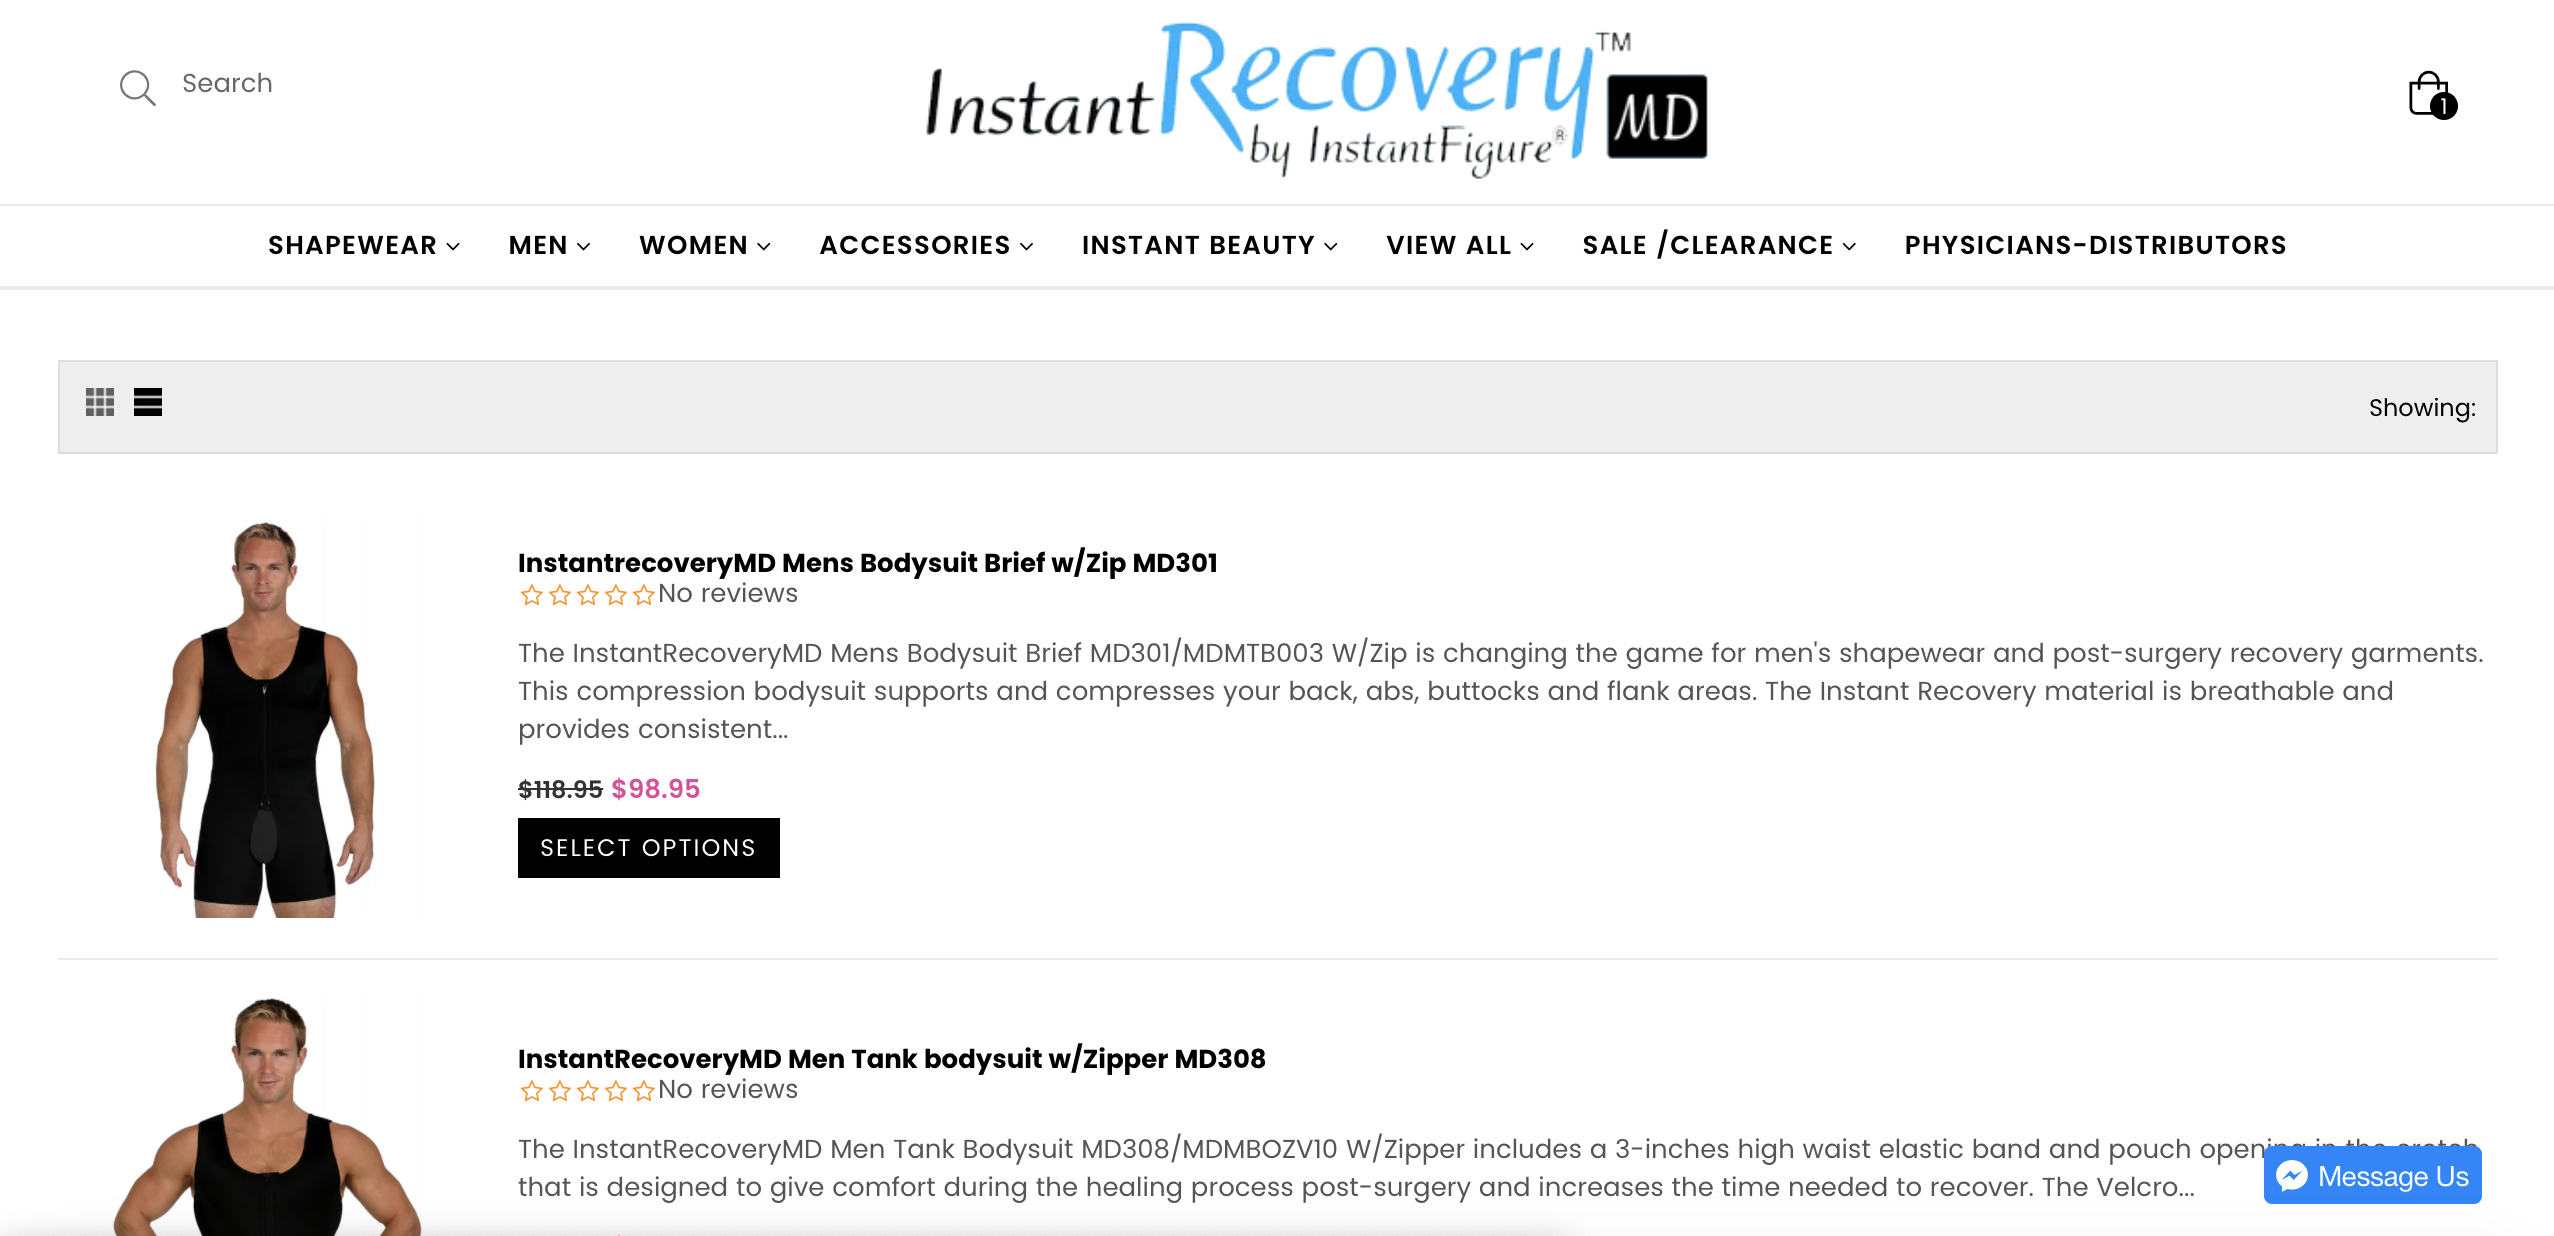 Search
InstantRecovery™ MD
by InstantFigure®
1
SHAPEWEAR MEN WOMEN ACCESSORIES INSTANT BEAUTY VIEW ALL SALE /CLEARANCE PHYSICIANS-DISTRIBUTORS
Showing:
InstantrecoveryMD Mens Bodysuit Brief w/Zip MD301
No reviews
The InstantRecoveryMD Mens Bodysuit Brief MD301/MDMTB003 W/Zip is changing the game for men's shapewear and post-surgery recovery garments.
This compression bodysuit supports and compresses your back, abs, buttocks and flank areas. The Instant Recovery material is breathable and
provides consistent...
$118.95 $98.95
SELECT OPTIONS
InstantRecoveryMD Men Tank bodysuit w/Zipper MD308
No reviews
The InstantRecoveryMD Men Tank Bodysuit MD308/MDMBOZV10 W/Zipper includes a 3-inches high waist elastic band and pouch opening in the crotch
that is designed to give comfort during the healing process post-surgery and increases the time needed to recover. The Velcro...
Message Us